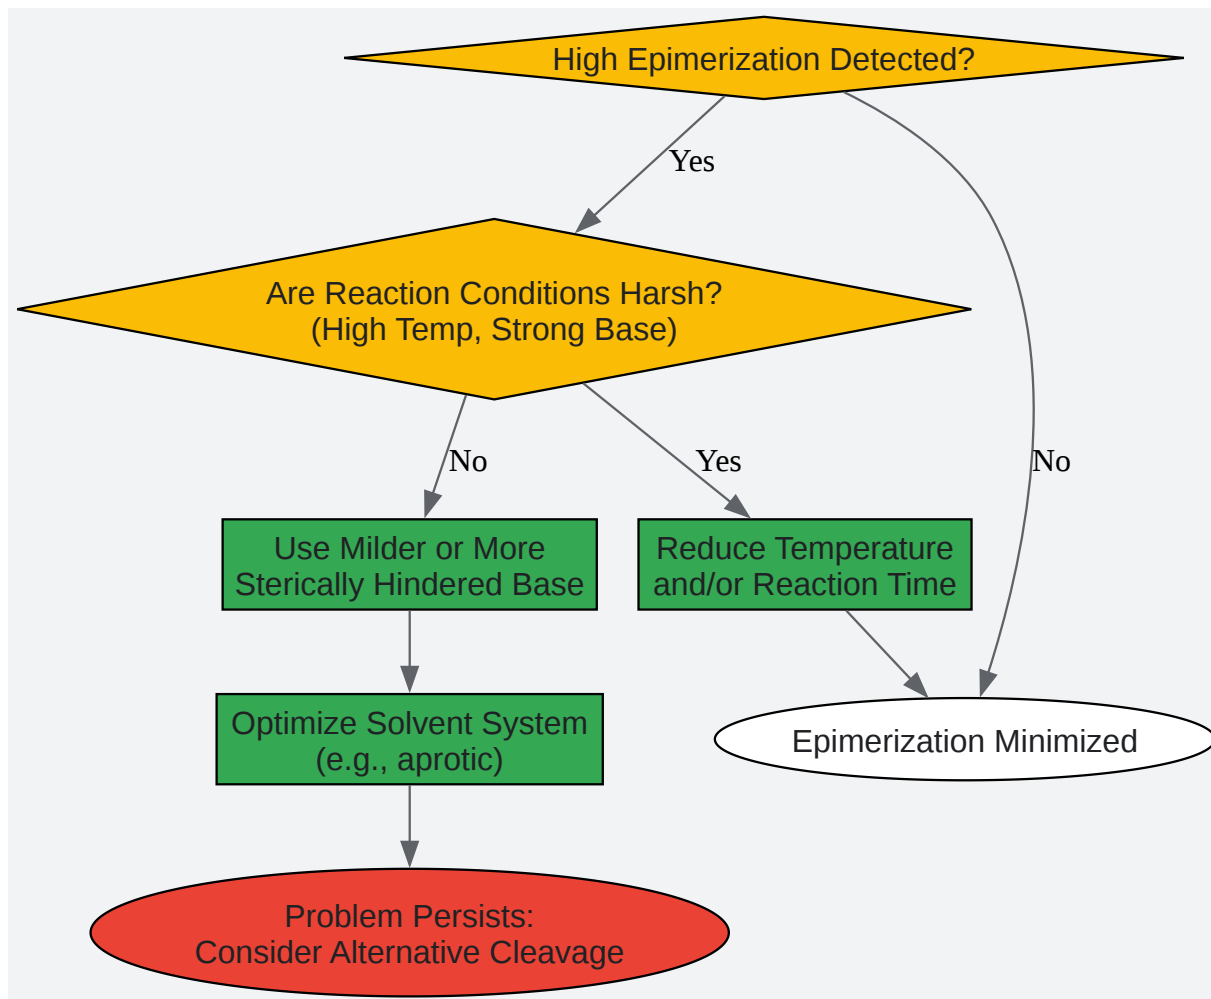 High Epimerization Detected?
Yes
Are Reaction Conditions Harsh?
(High Temp, Strong Base)
No
Yes
No
Use Milder or More
Sterically Hindered Base
Reduce Temperature
and/or Reaction Time
Optimize Solvent System
(e.g., aprotic)
Epimerization Minimized
Problem Persists:
Consider Alternative Cleavage